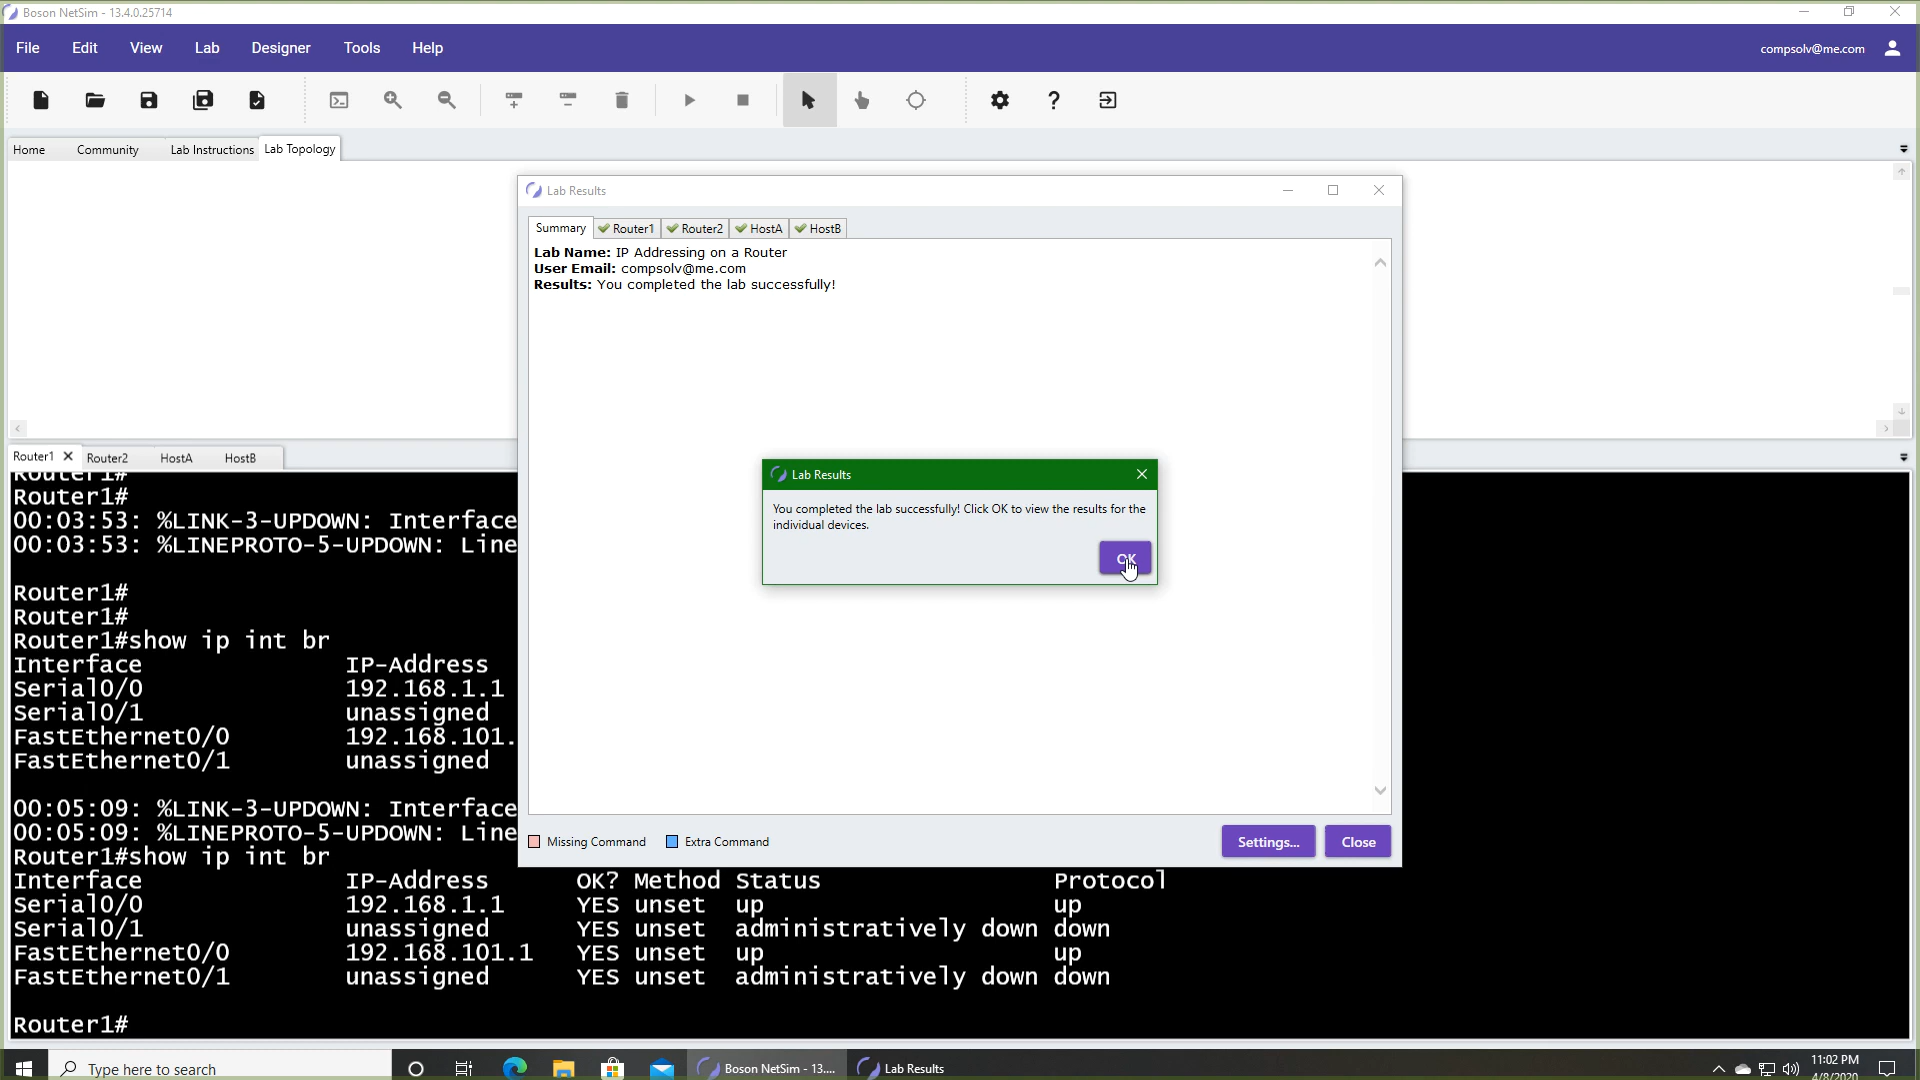 Boson NetSim - 13.4.0.25714
File Edit View Lab Designer Tools Help compsolv@me.com
Home Community Lab Instructions Lab Topology
Lab Results
Summary Router1 Router2 HostA HostB
Lab Name: IP Addressing on a Router
User Email: compsolv@me.com
Results: You completed the lab successfully!
Lab Results
You completed the lab successfully! Click OK to view the results for the
individual devices.
OK
Missing Command Extra Command Settings... Close
Router1 Router2 HostA HostB
Router1#
Router1#
00:03:53: %LINK-3-UPDOWN: Interface
00:03:53: %LINEPROTO-5-UPDOWN: Line
Router1#
Router1#
Router1#show ip int br
Interface IP-Address
Serial0/0 192.168.1.1
Serial0/1 unassigned
FastEthernet0/0 192.168.101.
FastEthernet0/1 unassigned
00:05:09: %LINK-3-UPDOWN: Interface
00:05:09: %LINEPROTO-5-UPDOWN: Line
Router1#show ip int br
Interface IP-Address OK? Method Status Protocol
Serial0/0 192.168.1.1 YES unset up up
Serial0/1 unassigned YES unset administratively down down
FastEthernet0/0 192.168.101.1 YES unset up up
FastEthernet0/1 unassigned YES unset administratively down down
Router1#
Type here to search Boson NetSim - 13.... Lab Results 11:02 PM
4/8/2020